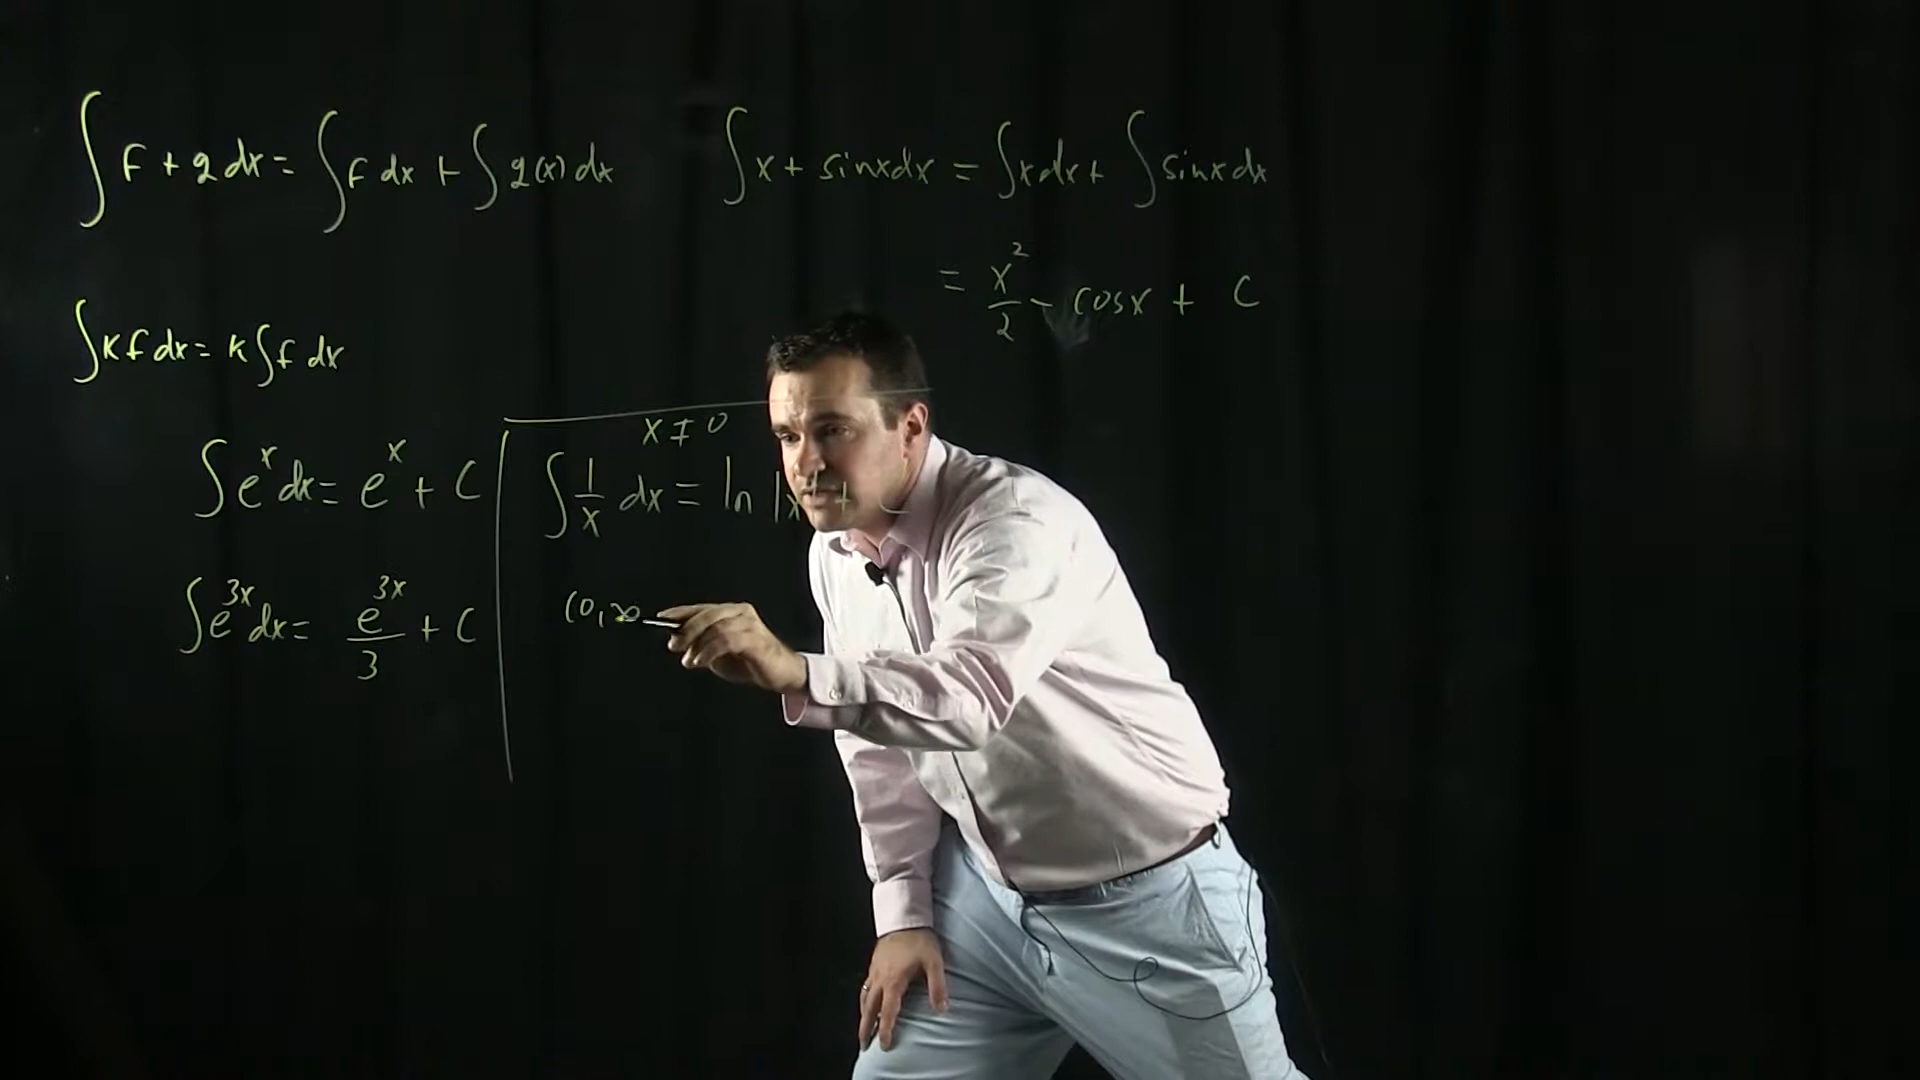 ∫ f + g dx = ∫ f dx + ∫ g(x) dx
∫ x + sinx dx = ∫ x dx + ∫ sinx dx
= x²/2 - cosx + C
∫ k f dx = k ∫ f dx
∫ eˣ dx = eˣ + C
x ≠ 0
∫ 1/x dx = ln |x| + C
∫ e³ˣ dx = e³ˣ/3 + C
(0, ∞